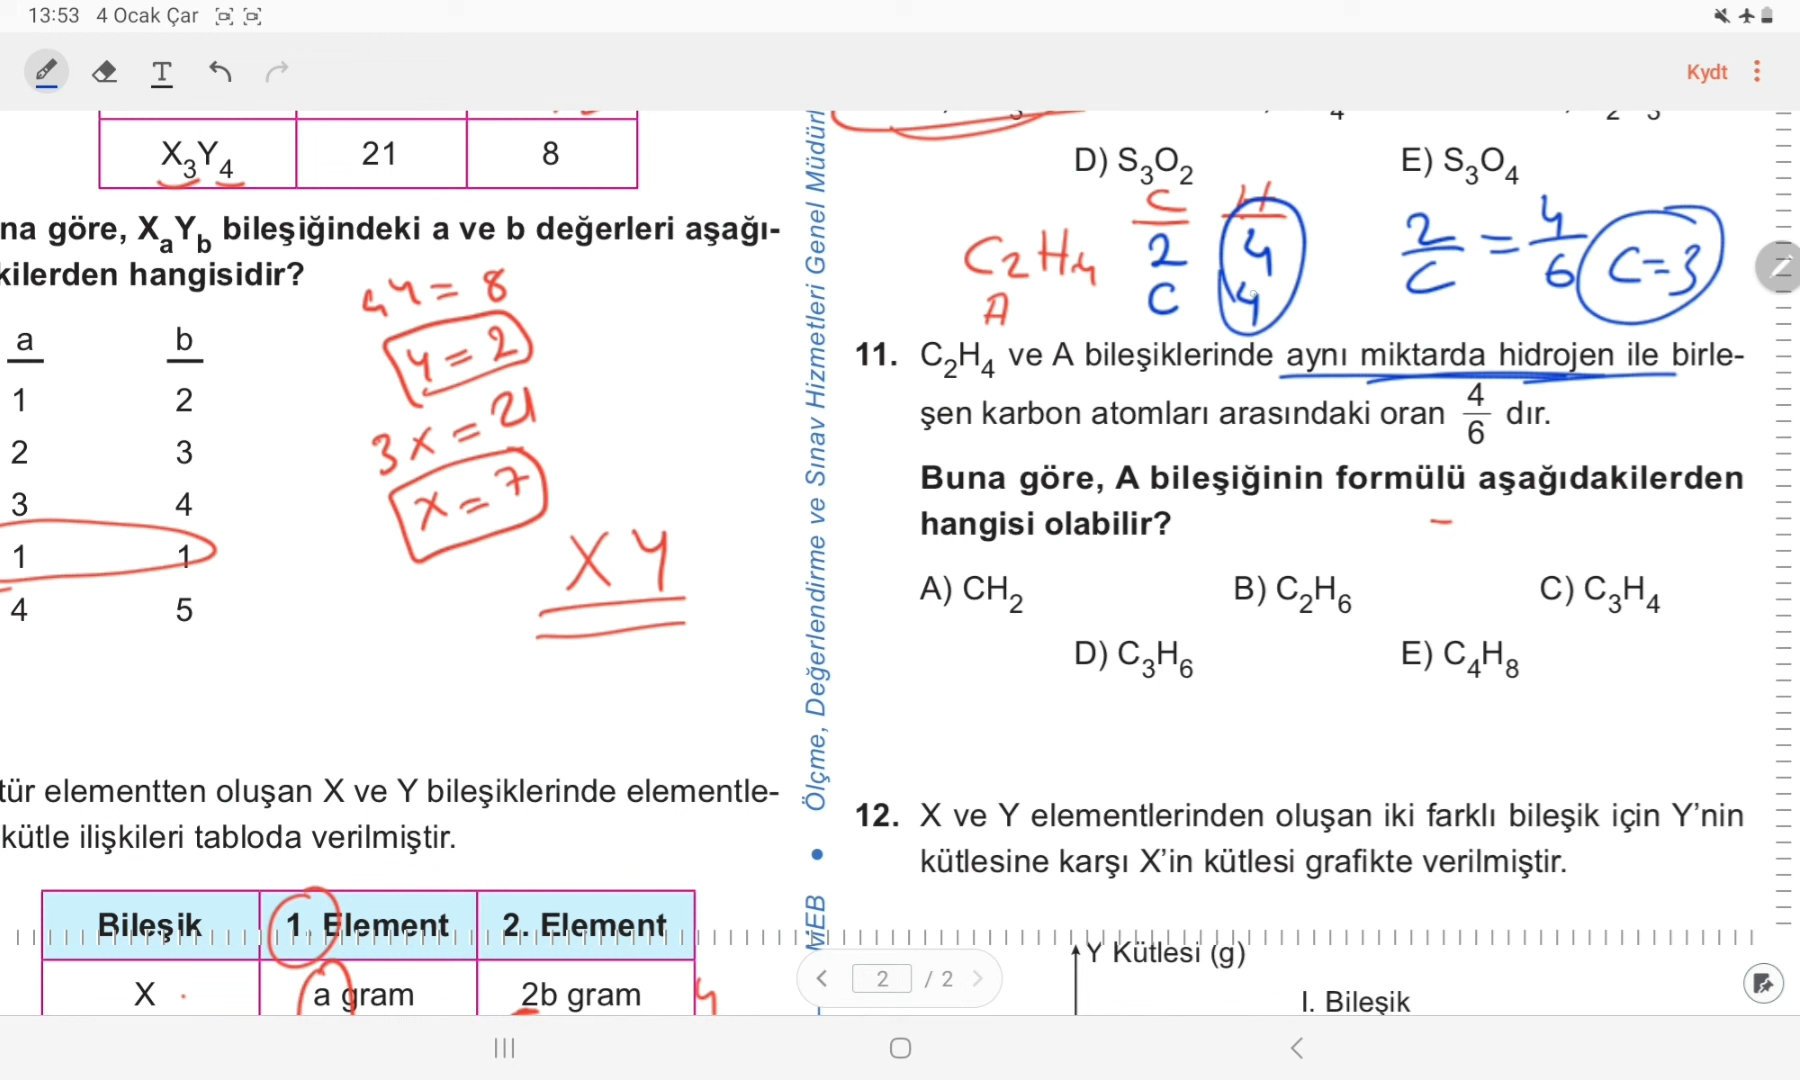 13:53 4 Ocak Çar
T
Kydt
X3Y4 21 8
na göre, XaYb bileşiğindeki a ve b değerleri aşağı-
kilerden hangisidir?
a b
1 2
2 3
3 4
1 1
4 5
4Y = 8
Y = 2
3X = 21
X = 7
XY
tür elementten oluşan X ve Y bileşiklerinde elementle-
kütle ilişkileri tabloda verilmiştir.
Bileşik 1. Element 2. Element
X a gram 2b gram
MEB • Ölçme, Değerlendirme ve Sınav Hizmetleri Genel Müdürl
D) S3O2 E) S3O4
C H
C2H4 2 4
A C 4
2/C = 4/6 C=3
11. C2H4 ve A bileşiklerinde aynı miktarda hidrojen ile birle-
şen karbon atomları arasındaki oran 4/6 dır.
Buna göre, A bileşiğinin formülü aşağıdakilerden
hangisi olabilir?
A) CH2 B) C2H6 C) C3H4
D) C3H6 E) C4H8
12. X ve Y elementlerinden oluşan iki farklı bileşik için Y’nin
kütlesine karşı X’in kütlesi grafikte verilmiştir.
Y Kütlesi (g)
I. Bileşik
2 / 2